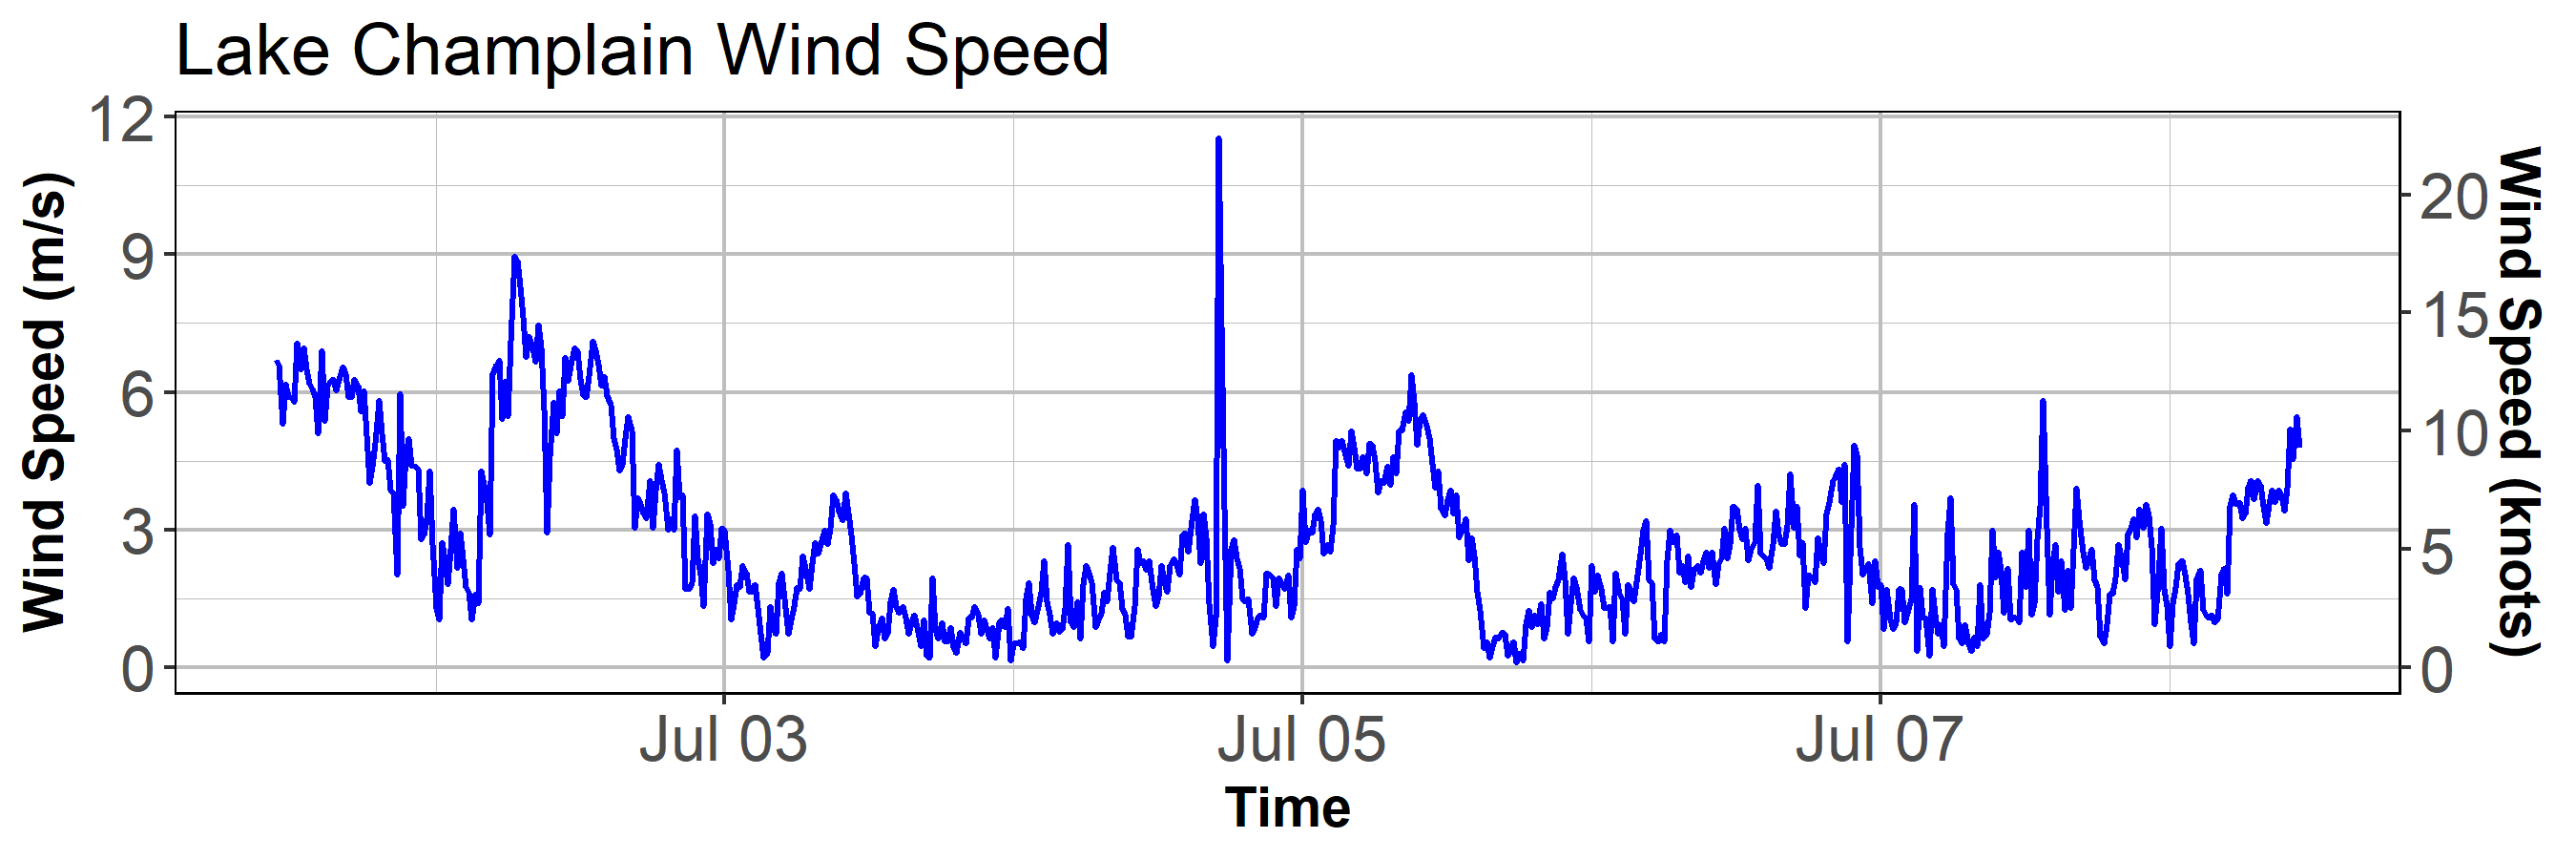 Lake Champlain Wind Speed
Wind Speed (m/s)
12
9
6
3
0
Wind Speed (knots)
20
15
10
5
0
Jul 03
Jul 05
Jul 07
Time